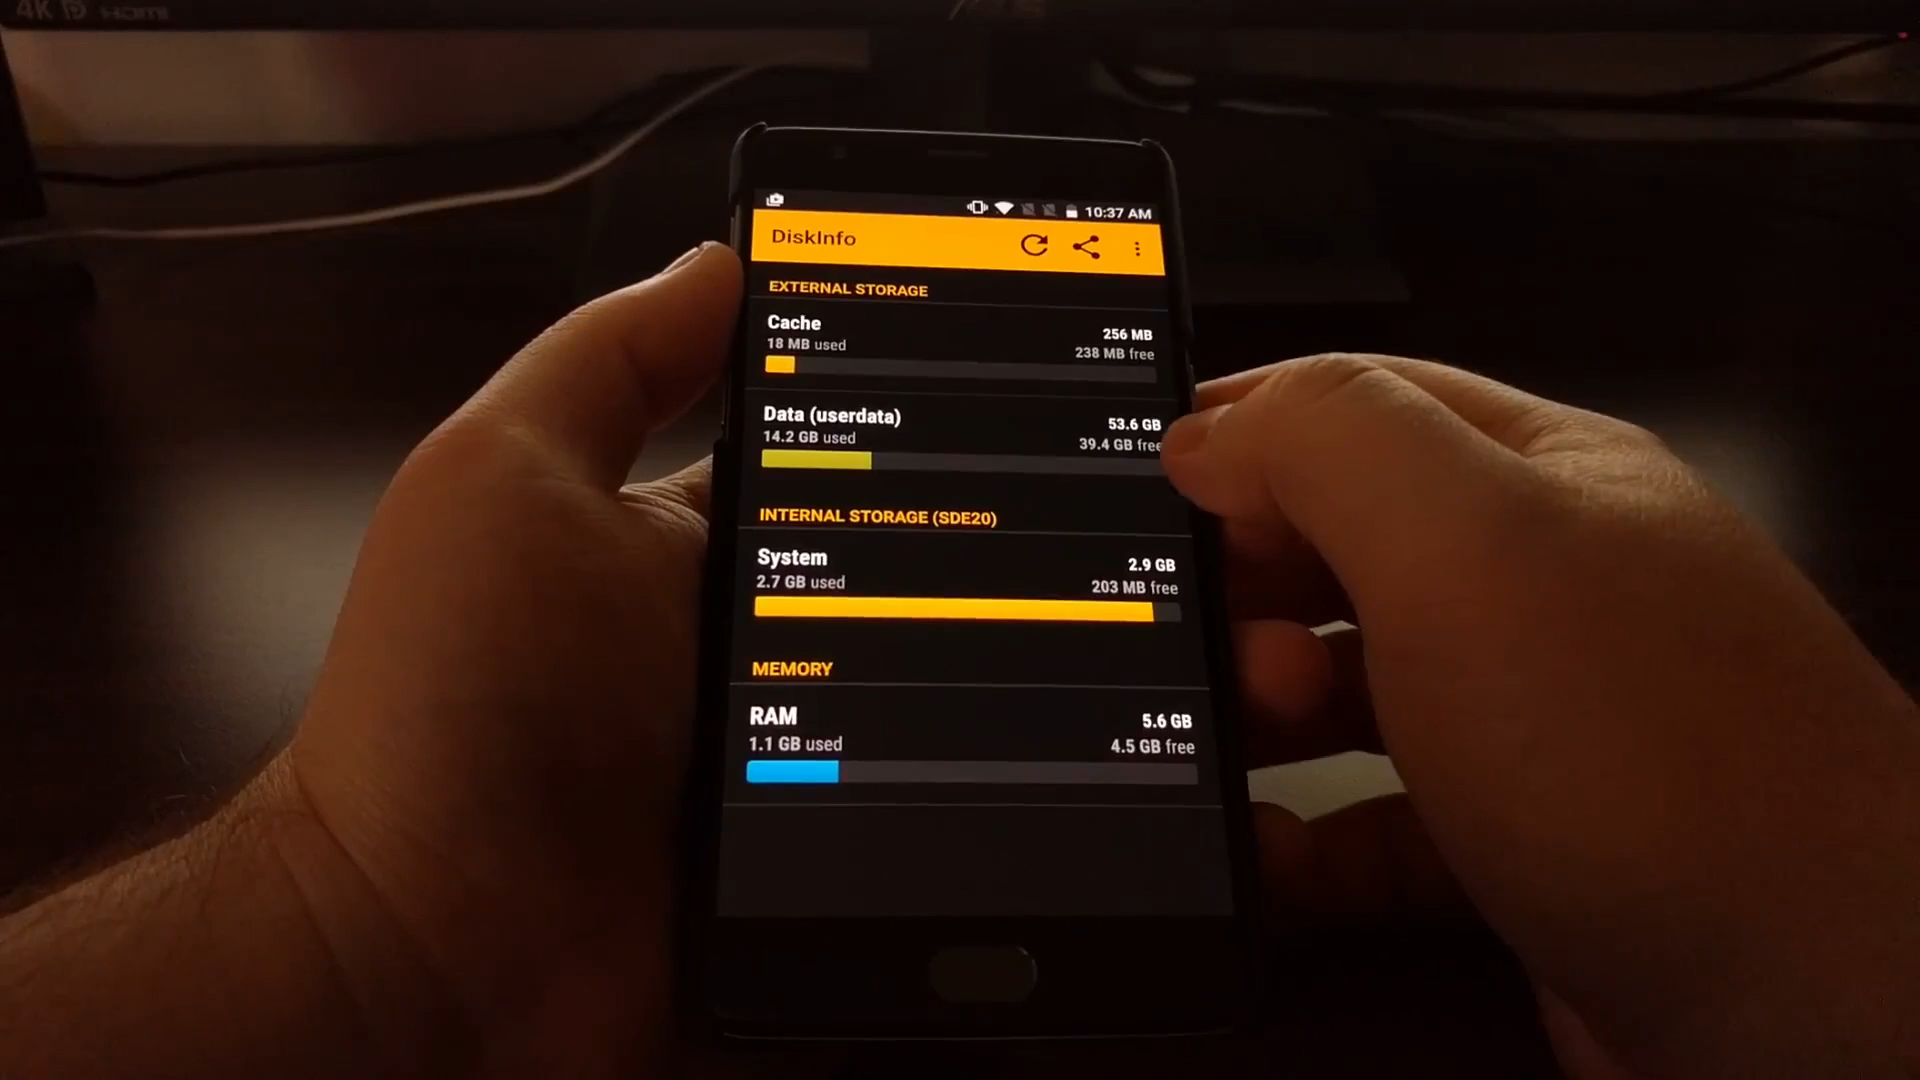 4K HDMI
10:37 AM
DiskInfo
EXTERNAL STORAGE
Cache
256 MB
18 MB used
238 MB free
Data (userdata)
53.6 GB
14.2 GB used
39.4 GB free
INTERNAL STORAGE (SDE20)
System
2.9 GB
2.7 GB used
203 MB free
MEMORY
RAM
5.6 GB
1.1 GB used
4.5 GB free